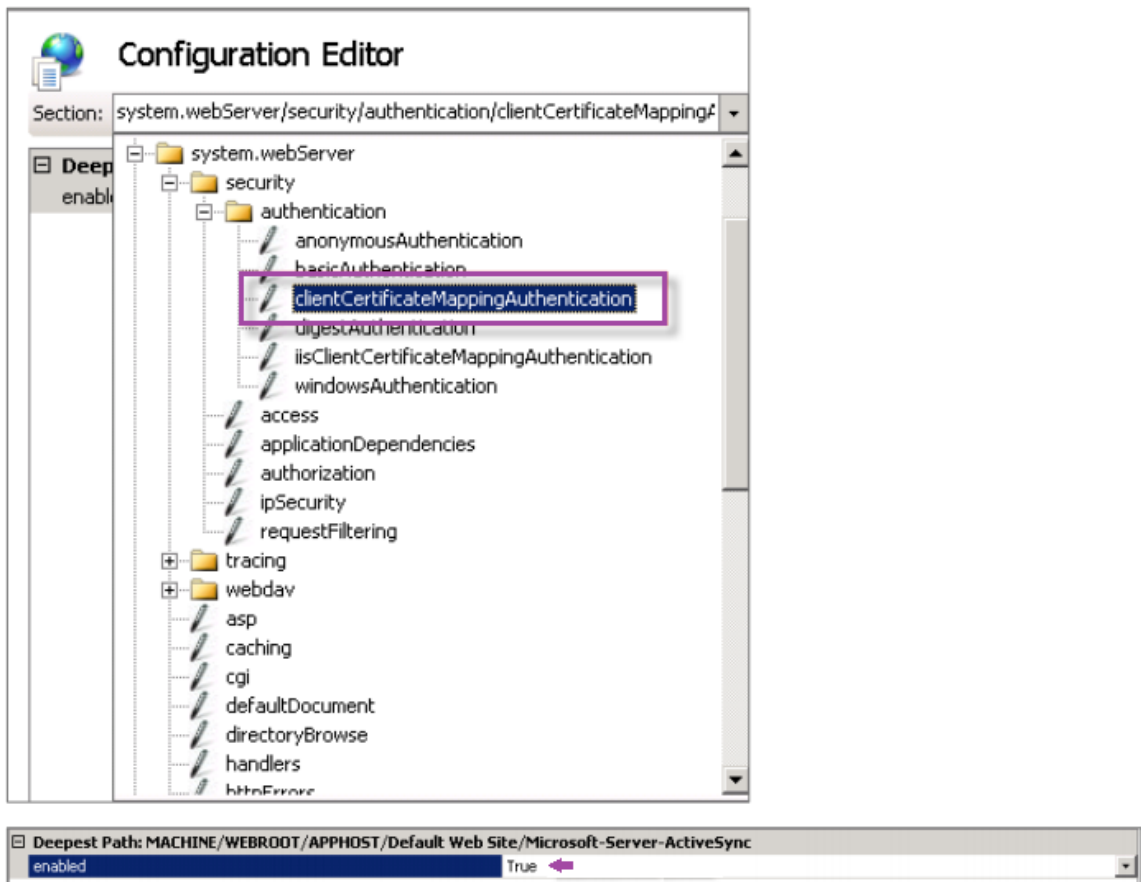 Configuration Editor
Section: system.webServer/security/authentication/clientCertificateMappingA
Deep
enabl
system.webServer
security
authentication
anonymousAuthentication
basicAuthentication
clientCertificateMappingAuthentication
digestAuthentication
iisClientCertificateMappingAuthentication
windowsAuthentication
access
applicationDependencies
authorization
ipSecurity
requestFiltering
tracing
webdav
asp
caching
cgi
defaultDocument
directoryBrowse
handlers
httpErrors
Deepest Path: MACHINE/WEBROOT/APPHOST/Default Web Site/Microsoft-Server-ActiveSync
enabled True